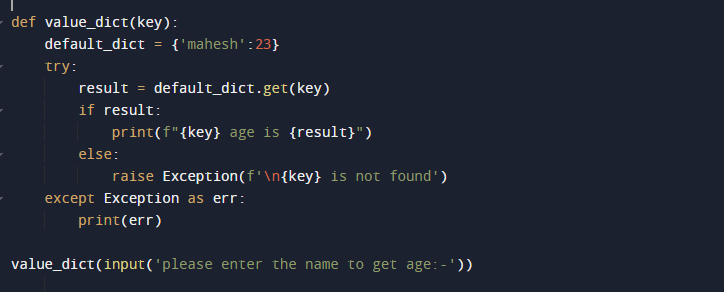 def value_dict(key):
    default_dict = {'mahesh':23}
    try:
        result = default_dict.get(key)
        if result:
            print(f"{key} age is {result}")
        else:
            raise Exception(f'\n{key} is not found')
    except Exception as err:
        print(err)

value_dict(input('please enter the name to get age:-'))